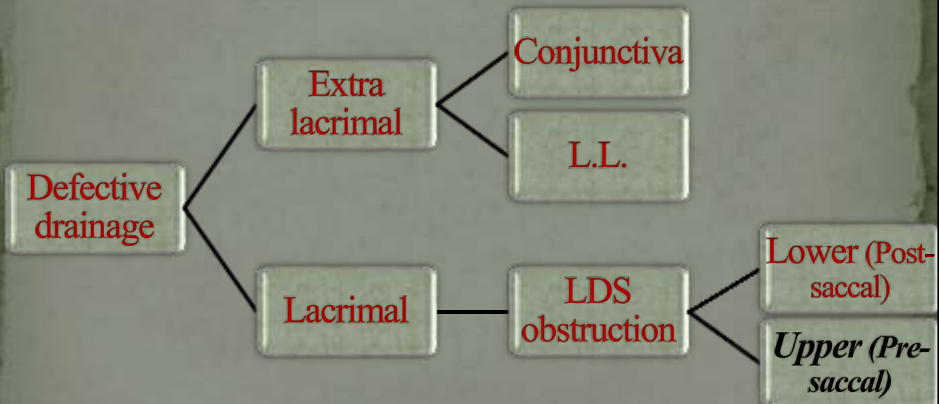 Defective
drainage
Extra
lacrimal
Conjunctiva
L.L.
Lacrimal
LDS
obstruction
Lower (Post-
saccal)
Upper (Pre-
saccal)